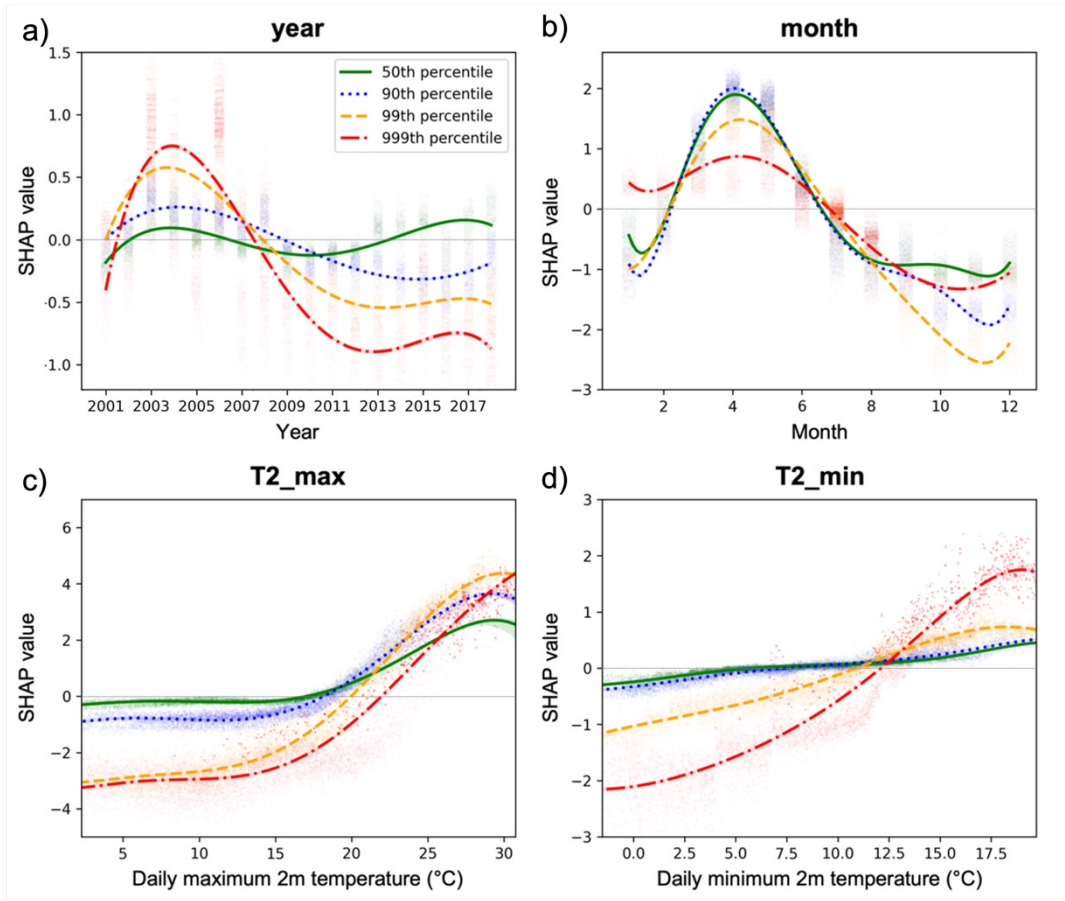 a)
year
1.5
1.0
0.5
0.0
-0.5
-1.0
SHAP value
50th percentile
90th percentile
99th percentile
999th percentile
2001 2003 2005 2007 2009 2011 2013 2015 2017
Year
b)
month
2
1
0
−1
−2
−3
SHAP value
2 4 6 8 10 12
Month
c)
T2_max
6
4
2
0
−2
−4
SHAP value
5 10 15 20 25 30
Daily maximum 2m temperature (°C)
d)
T2_min
3
2
1
0
−1
−2
−3
SHAP value
0.0 2.5 5.0 7.5 10.0 12.5 15.0 17.5
Daily minimum 2m temperature (°C)